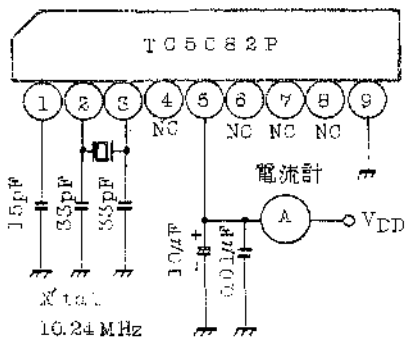 TC5082P
1 2 3 4 5 6 7 8 9
NC NC NC NC
電流計
A
VDD
15pF
33pF
33pF
10μF
+
0.01μF
X'tal
10.24MHz